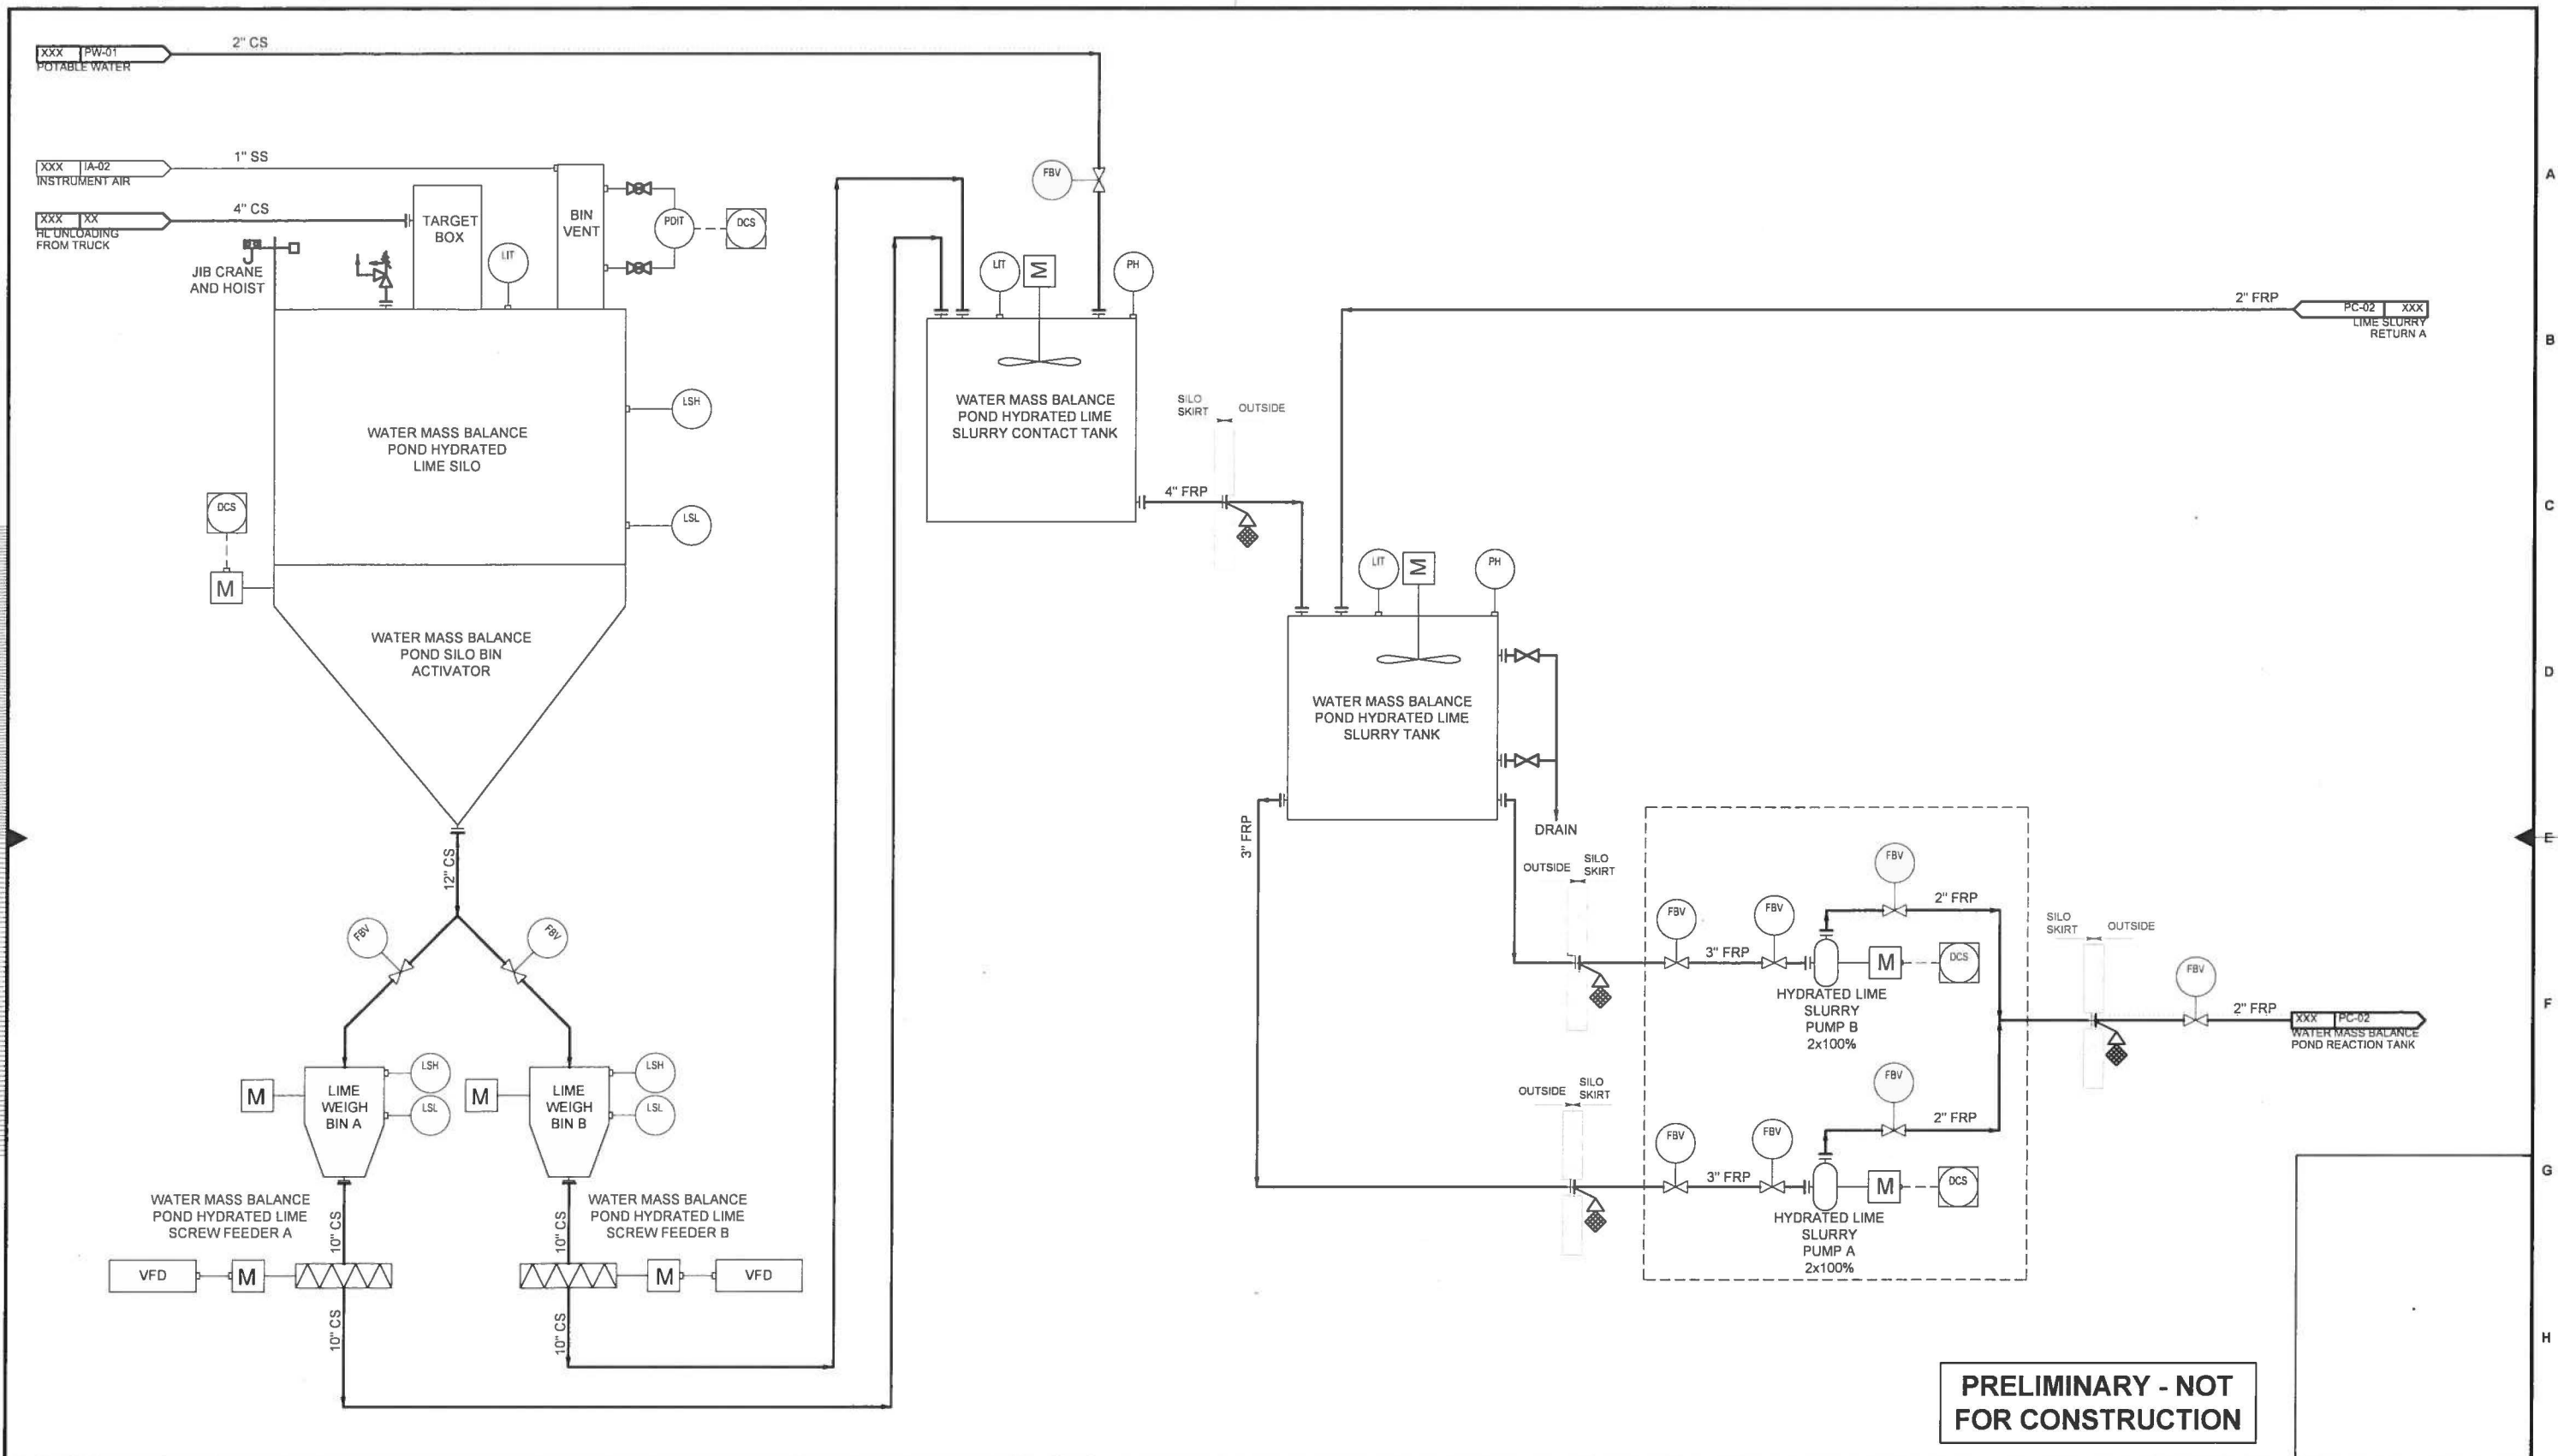 2" CS
XXX PW-01
POTABLE WATER
1" SS
XXX IA-02
INSTRUMENT AIR
4" CS
XXX XX
HL UNLOADING
FROM TRUCK
JIB CRANE
AND HOIST
TARGET
BOX
LIT
BIN
VENT
PDIT
DCS
LSH
WATER MASS BALANCE
POND HYDRATED
LIME SILO
LSL
DCS
M
WATER MASS BALANCE
POND SILO BIN
ACTIVATOR
12" CS
FBV
FBV
M
LIME
WEIGH
BIN A
LSH
LSL
M
LIME
WEIGH
BIN B
LSH
LSL
WATER MASS BALANCE
POND HYDRATED LIME
SCREW FEEDER A
10" CS
10" CS
WATER MASS BALANCE
POND HYDRATED LIME
SCREW FEEDER B
VFD
M
M
VFD
10" CS
10" CS
FBV
LIT
M
PH
WATER MASS BALANCE
POND HYDRATED LIME
SLURRY CONTACT TANK
4" FRP
SILO
SKIRT
OUTSIDE
2" FRP
PC-02 XXX
LIME SLURRY
RETURN A
LIT
M
PH
WATER MASS BALANCE
POND HYDRATED LIME
SLURRY TANK
DRAIN
3" FRP
OUTSIDE
SILO
SKIRT
FBV
3" FRP
FBV
FBV
2" FRP
M
DCS
HYDRATED LIME
SLURRY
PUMP B
2x100%
OUTSIDE
SILO
SKIRT
FBV
3" FRP
FBV
FBV
2" FRP
M
DCS
HYDRATED LIME
SLURRY
PUMP A
2x100%
SILO
SKIRT
OUTSIDE
FBV
2" FRP
XXX PC-02
WATER MASS BALANCE
POND REACTION TANK
A
B
C
D
E
F
G
H
PRELIMINARY - NOT
FOR CONSTRUCTION